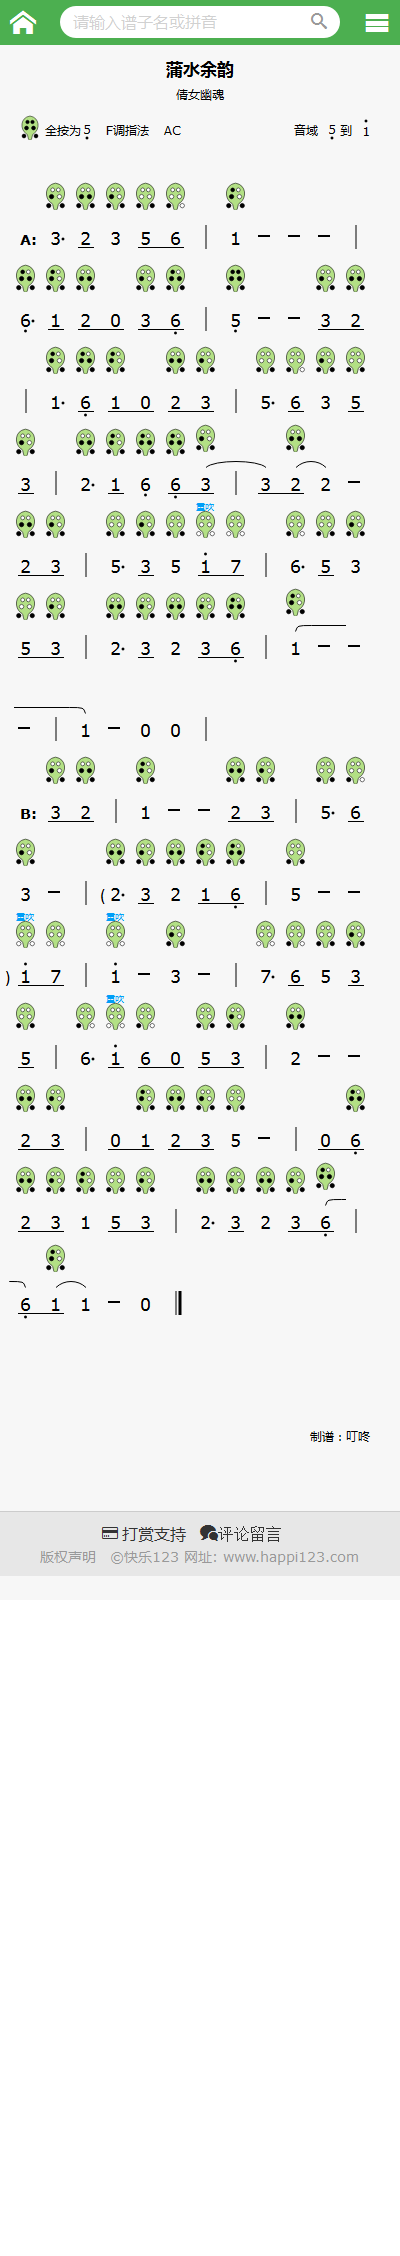 请输入谱子名或拼音
蒲水余韵
倩女幽魂
全按为 5̣ F调指法 AC 音域 5̣ 到 1̇
A: 3· 2 3 5 6 | 1 – – – |
6̣· 1 2 0 3 6̣ | 5̣ – – 3 2
| 1· 6̣ 1 0 2 3 | 5· 6 3 5
3 | 2· 1 6̣ 6̣ 3 | 3 2 2 –
重吹
2 3 | 5· 3 5 1̇ 7 | 6· 5 3
5 3 | 2· 3 2 3 6̣ | 1 – –
– | 1 – 0 0 |
B: 3 2 | 1 – – 2 3 | 5· 6
3 – | ( 2· 3 2 1 6̣ | 5 – –
重吹 重吹
) 1̇ 7 | 1̇ – 3 – | 7· 6 5 3
重吹
5 | 6· 1̇ 6 0 5 3 | 2 – –
2 3 | 0 1 2 3 5 – | 0 6̣
2 3 1 5 3 | 2· 3 2 3 6̣ |
6̣ 1 1 – 0 ‖
制谱：叮咚
打赏支持 评论留言
版权声明 ©快乐123 网址: www.happi123.com